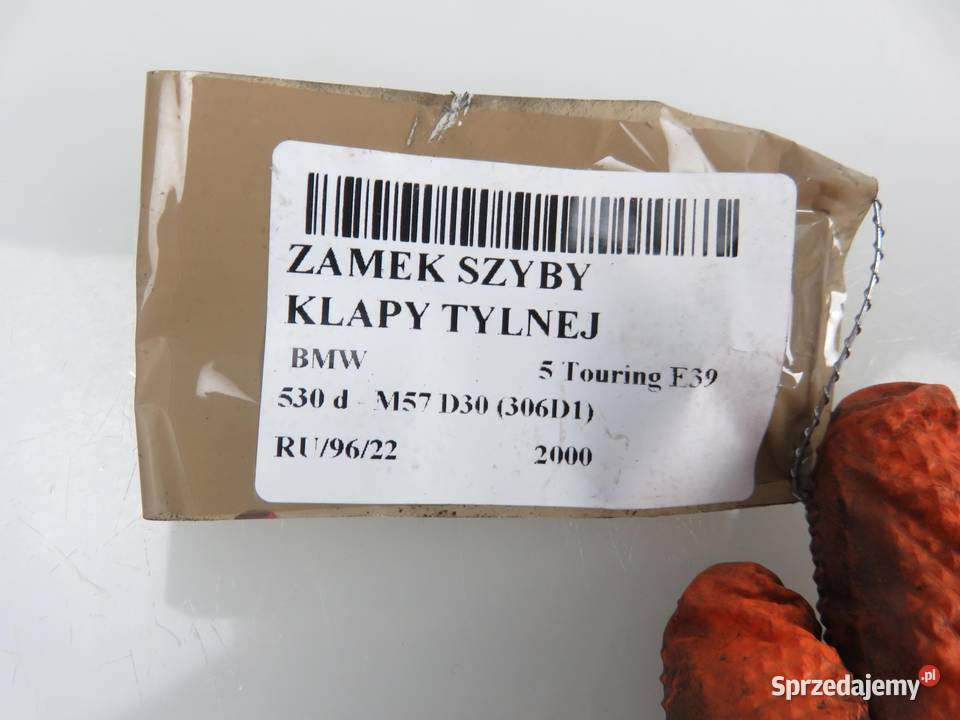 ZAMEK SZYBY
KLAPY TYLNEJ
BMW 5 Touring E39
530 d - M57 D30 (306D1)
RU/96/22 2000
Sprzedajemy.pl